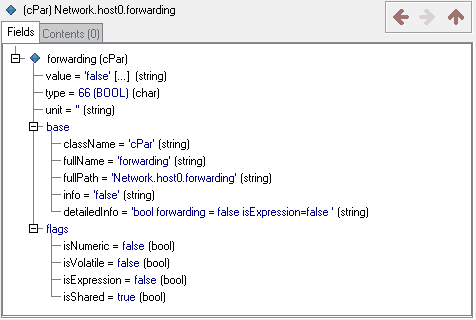 (cPar) Network.host0.forwarding
Fields Contents (0)
forwarding (cPar)
value = 'false' [...] (string)
type = 66 (BOOL) (char)
unit = '' (string)
base
className = 'cPar' (string)
fullName = 'forwarding' (string)
fullPath = 'Network.host0.forwarding' (string)
info = 'false' (string)
detailedInfo = 'bool forwarding = false isExpression=false ' (string)
flags
isNumeric = false (bool)
isVolatile = false (bool)
isExpression = false (bool)
isShared = true (bool)